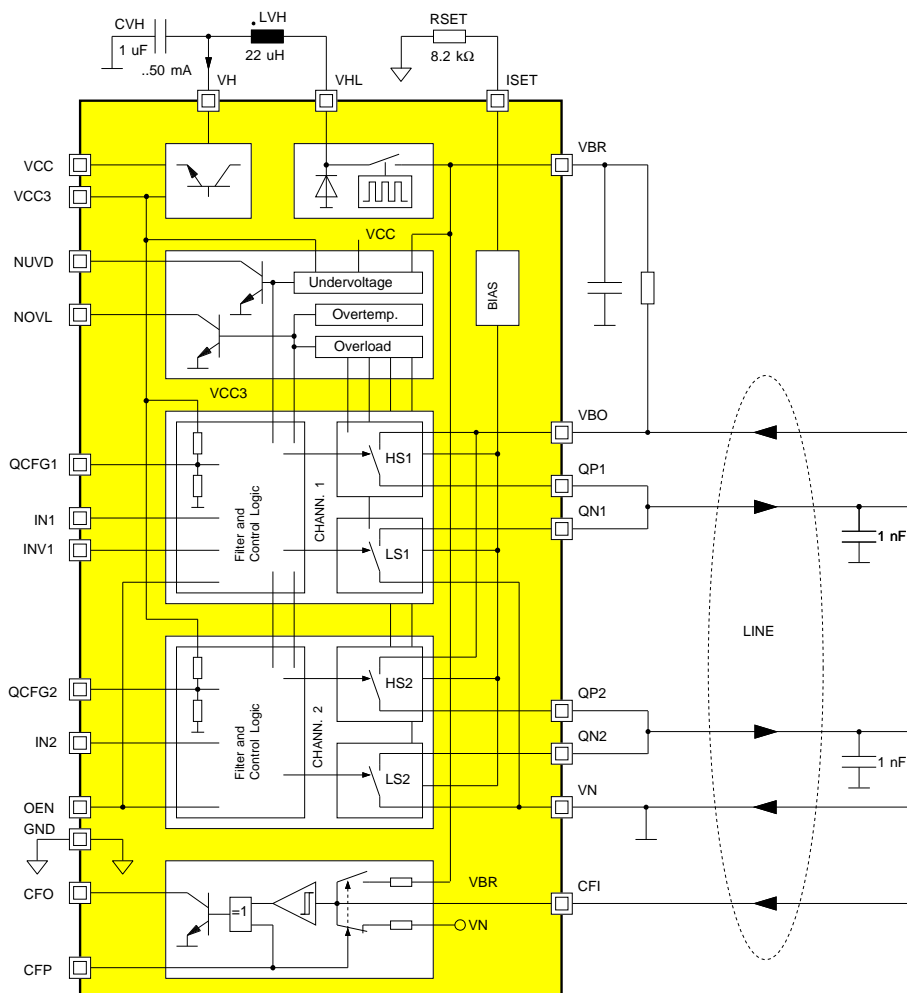 CVH
1 uF
..50 mA
LVH
22 uH
RSET
8.2 kΩ
VH
VHL
ISET
VCC
VCC3
VBR
NUVD
NOVL
VCC
Undervoltage
Overtemp.
Overload
BIAS
VCC3
VBO
QCFG1
IN1
INV1
Filter and
Control Logic
CHANN. 1
HS1
LS1
QP1
QN1
1 nF
LINE
QCFG2
IN2
OEN
Filter and
Control Logic
CHANN. 2
HS2
LS2
QP2
QN2
1 nF
VN
GND
CFO
CFP
=1
VBR
VN
CFI